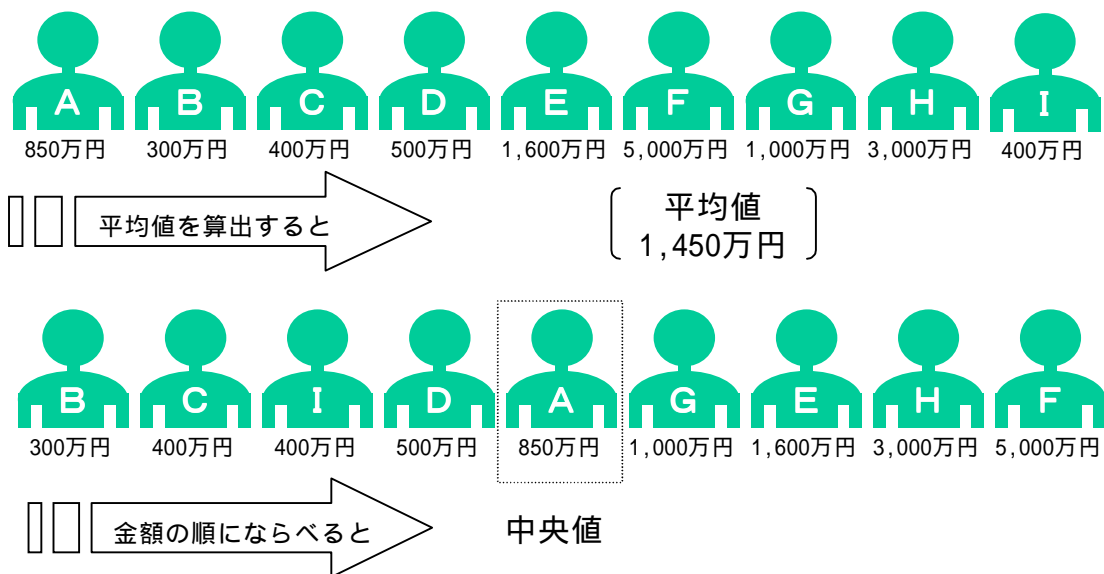 A B C D E F G H I
850万円 300万円 400万円 500万円 1,600万円 5,000万円 1,000万円 3,000万円 400万円
平均値を算出すると
平均値
1,450万円
B C I D A G E H F
300万円 400万円 400万円 500万円 850万円 1,000万円 1,600万円 3,000万円 5,000万円
金額の順にならべると
中央値